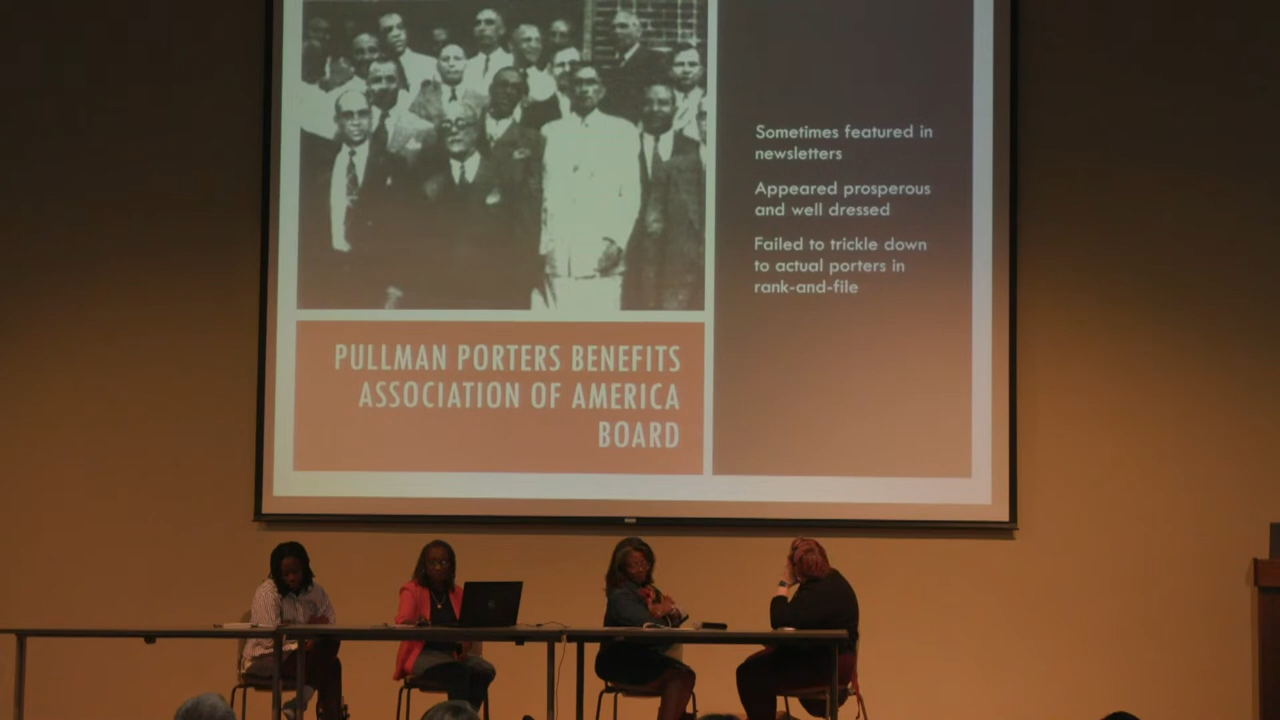 Sometimes featured in
newsletters
Appeared prosperous
and well dressed
Failed to trickle down
to actual porters in
rank-and-file
PULLMAN PORTERS BENEFITS
ASSOCIATION OF AMERICA
BOARD